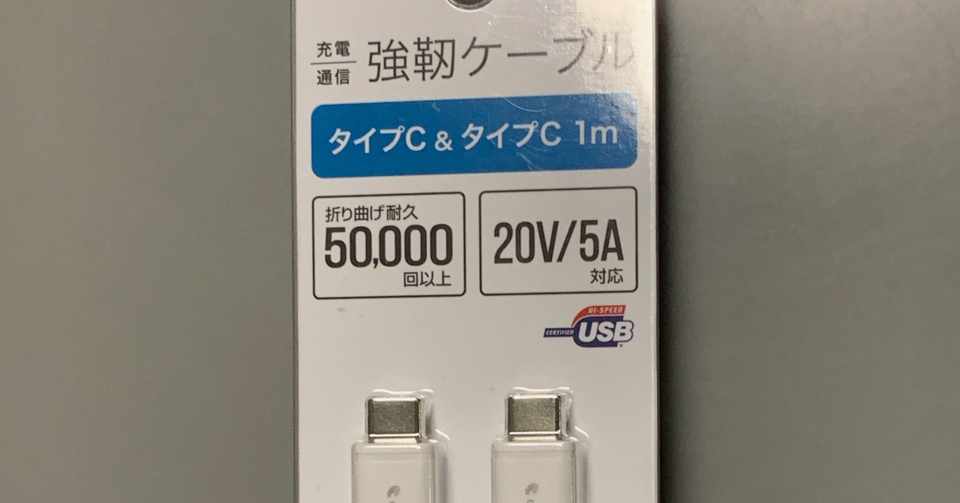 充電
通信
強靭ケーブル
タイプC & タイプC 1m
折り曲げ耐久
50,000
回以上
20V/5A
対応
HI-SPEED
CERTIFIED
USB